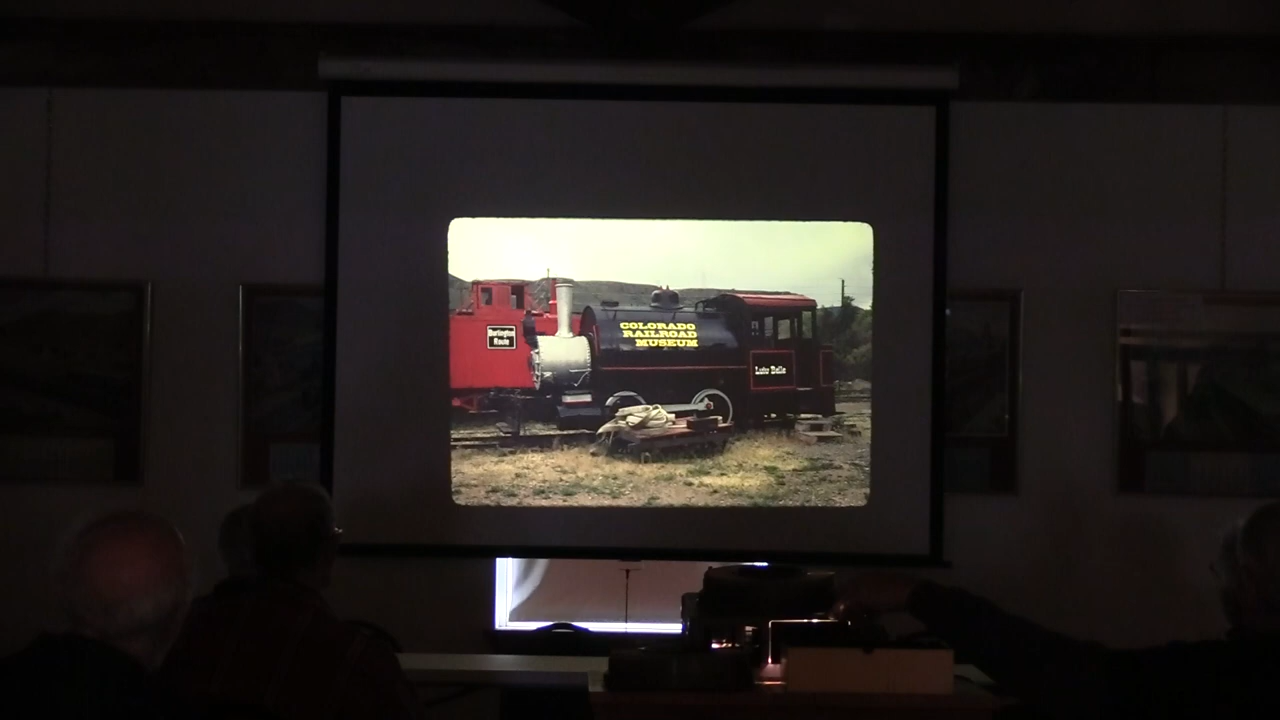 Burlington
Route
COLORADO
RAILROAD
MUSEUM
Lulu Belle